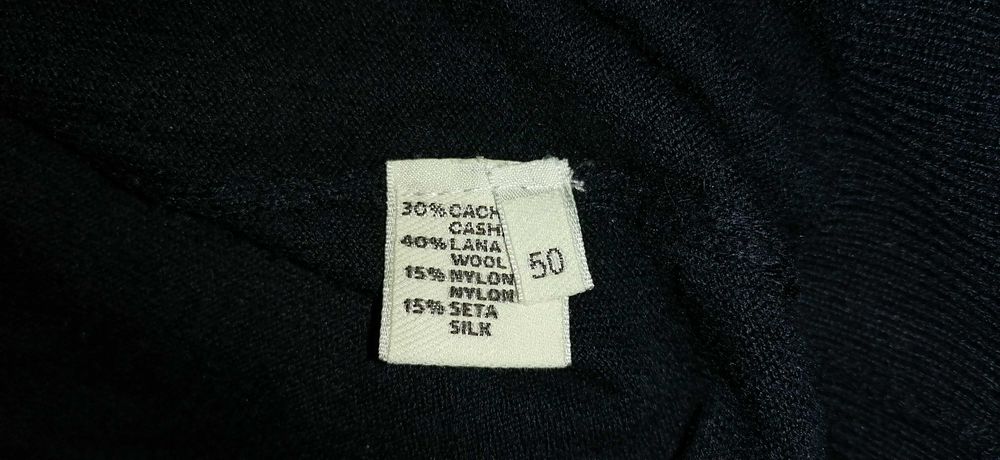 30% CACH
CASH
40% LANA
WOOL
15% NYLON
NYLON
15% SETA
SILK
50